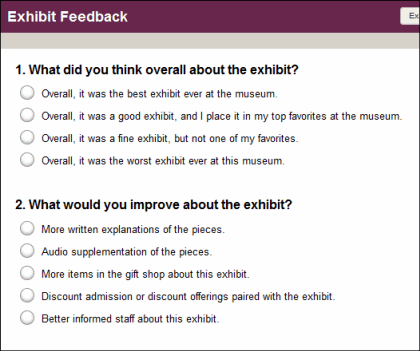 Exhibit Feedback
Ex
1. What did you think overall about the exhibit?
Overall, it was the best exhibit ever at the museum.
Overall, it was a good exhibit, and I place it in my top favorites at the museum.
Overall, it was a fine exhibit, but not one of my favorites.
Overall, it was the worst exhibit ever at this museum.
2. What would you improve about the exhibit?
More written explanations of the pieces.
Audio supplementation of the pieces.
More items in the gift shop about this exhibit.
Discount admission or discount offerings paired with the exhibit.
Better informed staff about this exhibit.